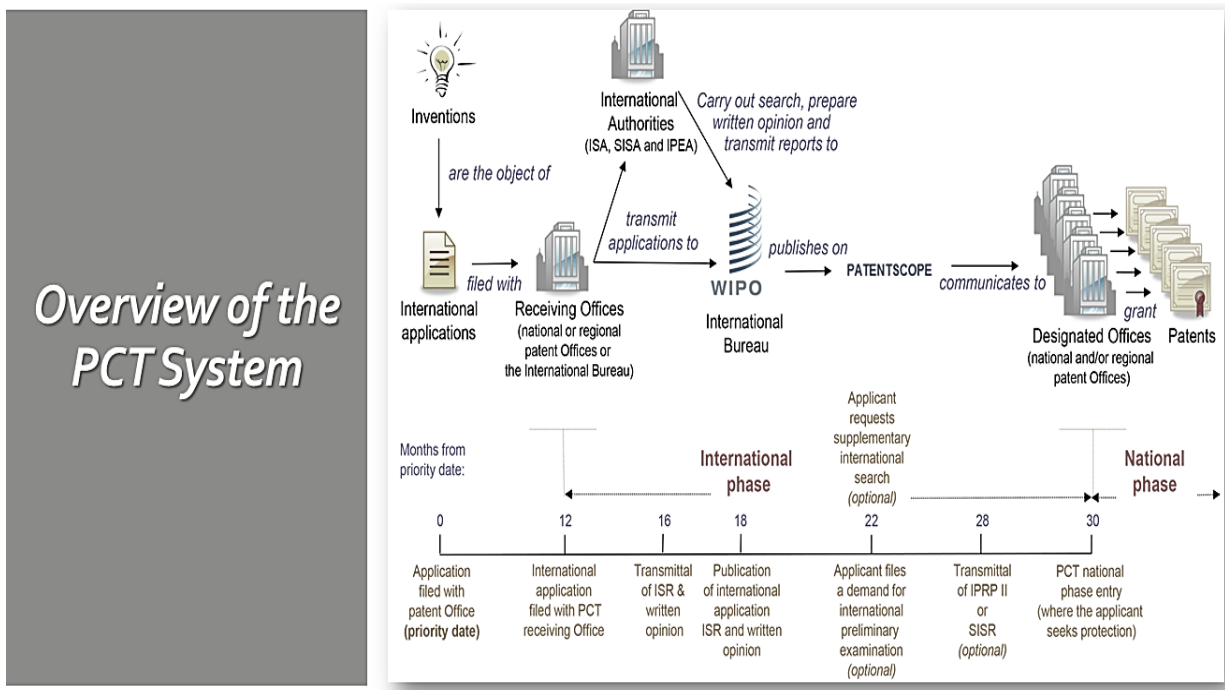 Overview of the
PCT System
Inventions
are the object of
International
applications
filed with
Receiving Offices
(national or regional
patent Offices or
the International Bureau)
International
Authorities
(ISA, SISA and IPEA)
transmit
applications to
Carry out search, prepare
written opinion and
transmit reports to
WIPO
International
Bureau
publishes on
PATENTSCOPE
communicates to
Designated Offices
(national and/or regional
patent Offices)
grant
Patents
Months from
priority date:
International
phase
Applicant
requests
supplementary
international
search
(optional)
National
phase
0
12
16
18
22
28
30
Application
filed with
patent Office
(priority date)
International
application
filed with PCT
receiving Office
Transmittal
of ISR &
written
opinion
Publication
of international
application
ISR and written
opinion
Applicant files
a demand for
international
preliminary
examination
(optional)
Transmittal
of IPRP II
or
SISR
(optional)
PCT national
phase entry
(where the applicant
seeks protection)